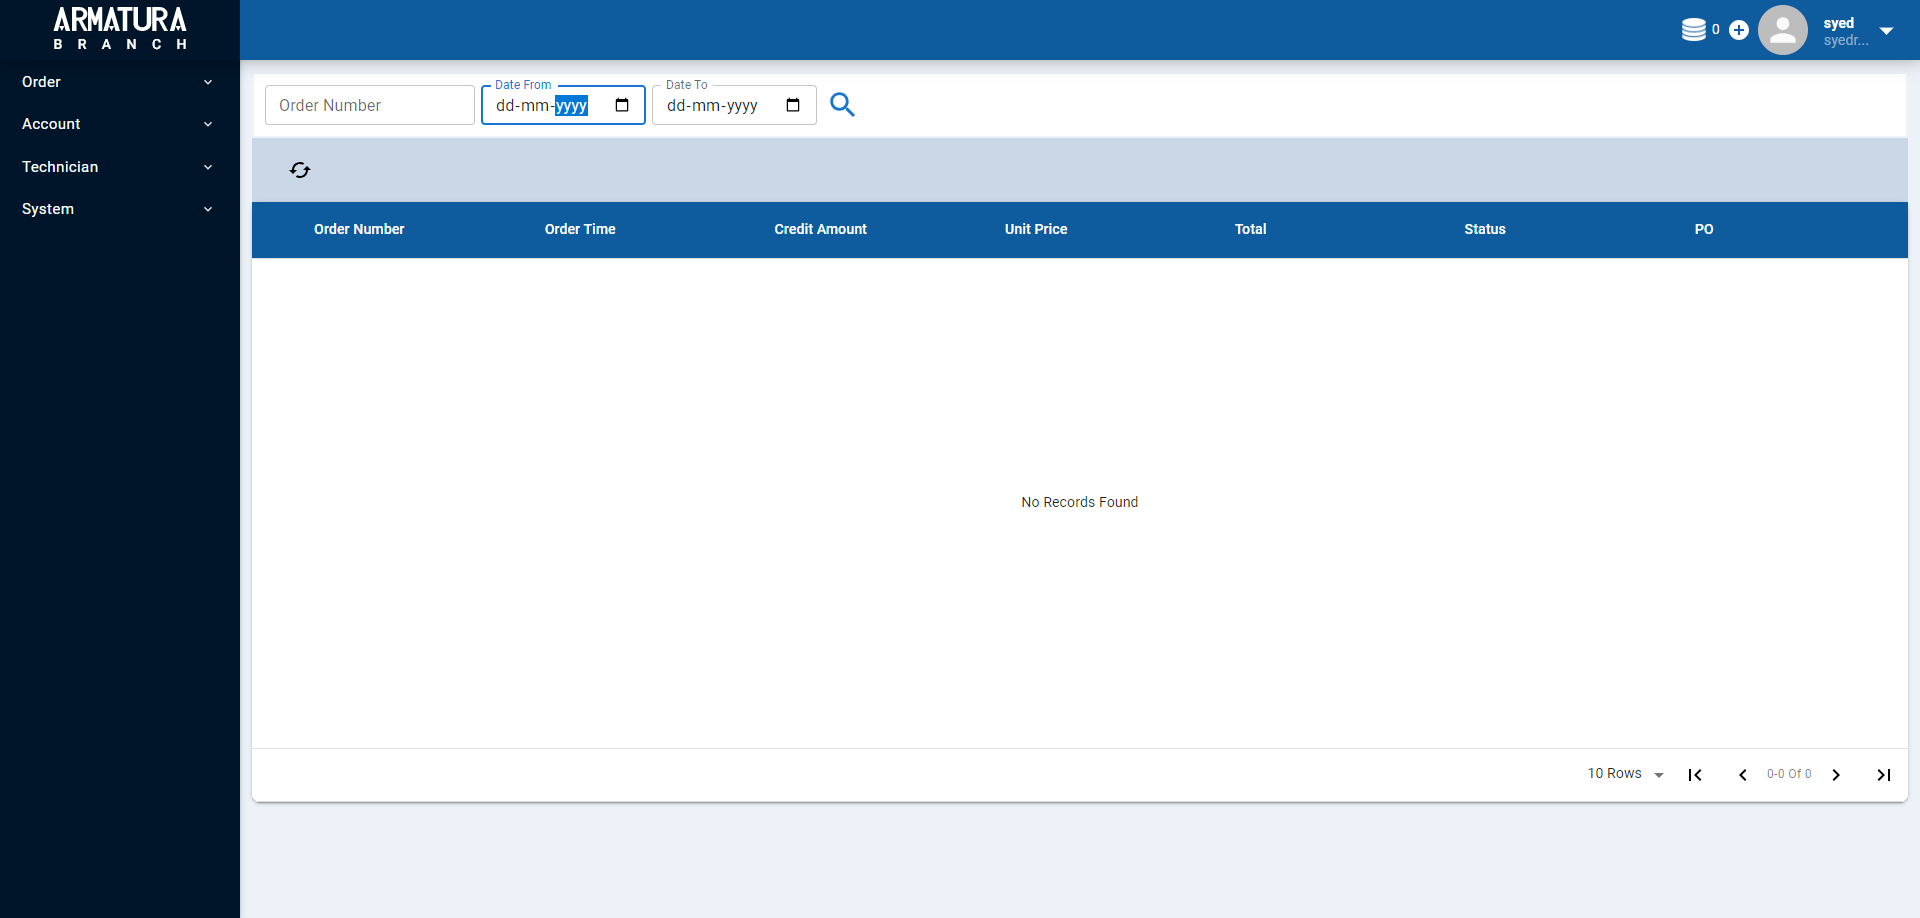 ARMATURA
BRANCH
0
syed
syedr...
Order
Account
Technician
System
Order Number
Date From
dd-mm-yyyy
Date To
dd-mm-yyyy
Order Number Order Time Credit Amount Unit Price Total Status PO
No Records Found
10 Rows 0-0 Of 0